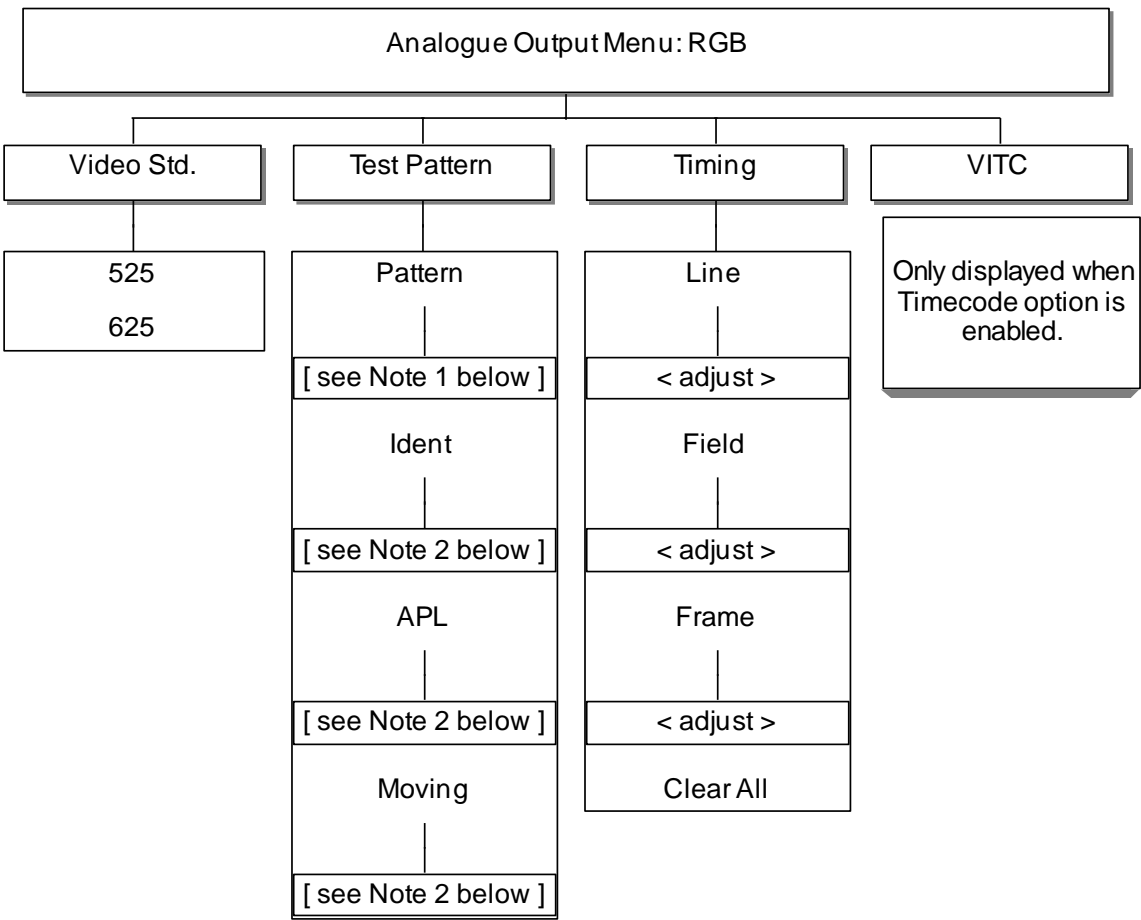 Analogue Output Menu: RGB
Video Std.
525
625
Test Pattern
Pattern
[ see Note 1 below ]
Ident
[ see Note 2 below ]
APL
[ see Note 2 below ]
Moving
[ see Note 2 below ]
Timing
Line
< adjust >
Field
< adjust >
Frame
< adjust >
Clear All
VITC
Only displayed when
Timecode option is
enabled.